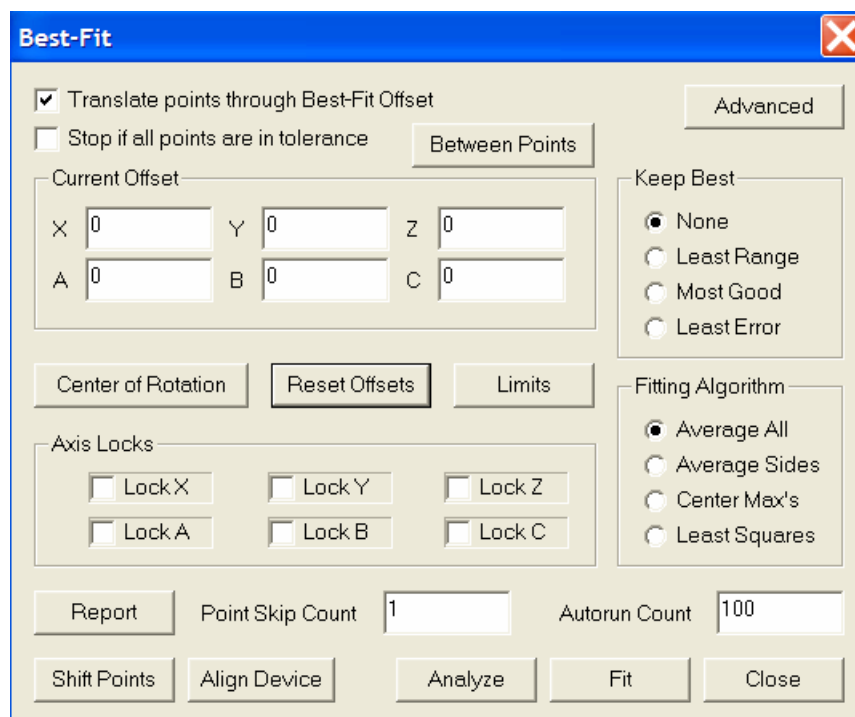 Best-Fit
Translate points through Best-Fit Offset
Advanced
Stop if all points are in tolerance
Between Points
Current Offset
X 0 Y 0 Z 0
A 0 B 0 C 0
Keep Best
None
Least Range
Most Good
Least Error
Center of Rotation Reset Offsets Limits
Fitting Algorithm
Average All
Average Sides
Center Max's
Least Squares
Axis Locks
Lock X Lock Y Lock Z
Lock A Lock B Lock C
Report Point Skip Count 1 Autorun Count 100
Shift Points Align Device Analyze Fit Close